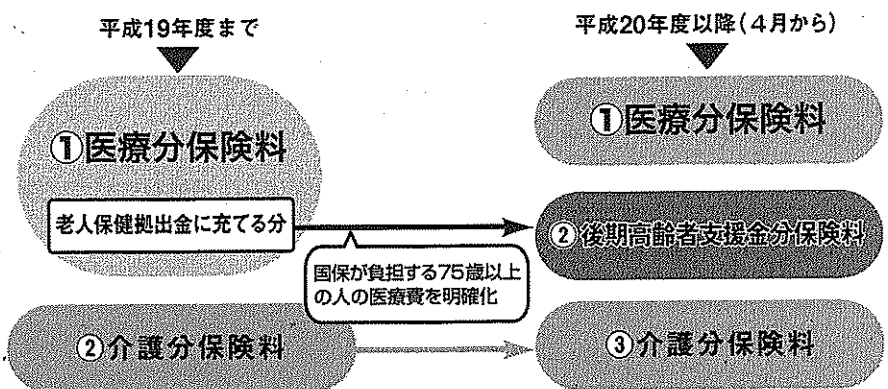 平成19年度まで
①医療分保険料
老人保健拠出金に充てる分
国保が負担する75歳以上
の人の医療費を明確化
②介護分保険料
平成20年度以降(4月から)
①医療分保険料
②後期高齢者支援金分保険料
③介護分保険料